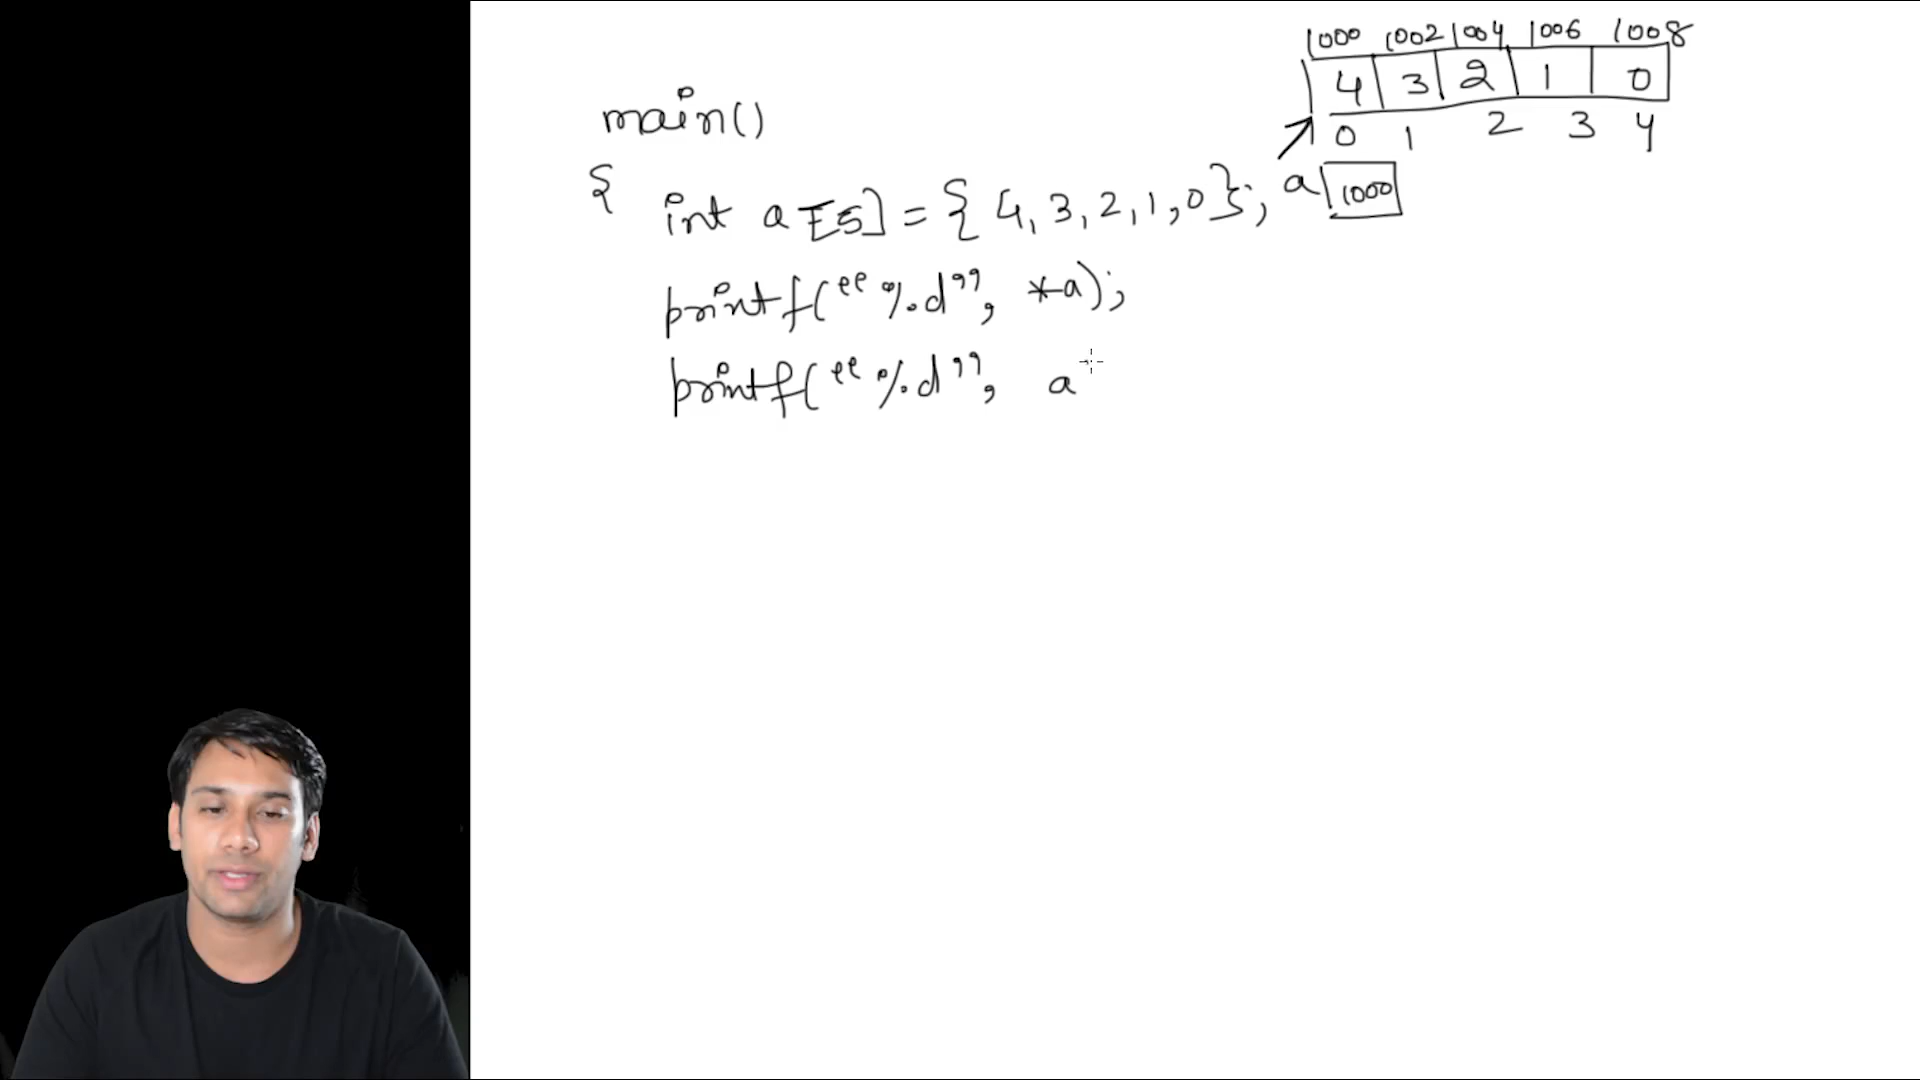 1000 1002 1004 1006 1008
4 3 2 1 0
0 1 2 3 4
main()
{ int a[5] = { 4, 3, 2, 1, 0 }; a 1000
printf("%d", *a);
printf("%d", a